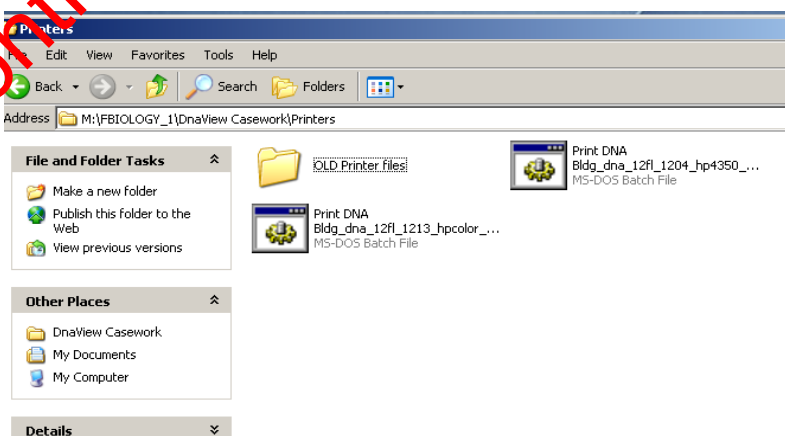 Printers
File Edit View Favorites Tools Help
Back Search Folders
Address M:\FBIOLOGY_1\DnaView Casework\Printers
File and Folder Tasks
Make a new folder
Publish this folder to the
Web
View previous versions
Other Places
DnaView Casework
My Documents
My Computer
Details
OLD Printer files
Print DNA
Bldg_dna_12fl_1204_hp4350_...
MS-DOS Batch File
Print DNA
Bldg_dna_12fl_1213_hpcolor_...
MS-DOS Batch File